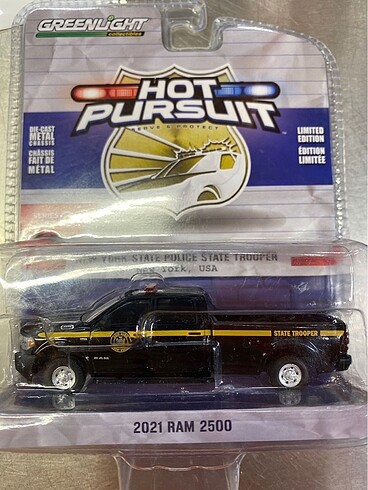 GREENLIGHT
collectibles
HOT
PURSUIT
SERVE & PROTECT
DIE-CAST
METAL
CHASSIS
CHÂSSIS
FAIT DE
MÉTAL
LIMITED
EDITION
ÉDITION
LIMITÉE
YORK STATE POLICE STATE TROOPER
New York, USA
STATE TROOPER
RAM
2021 RAM 2500